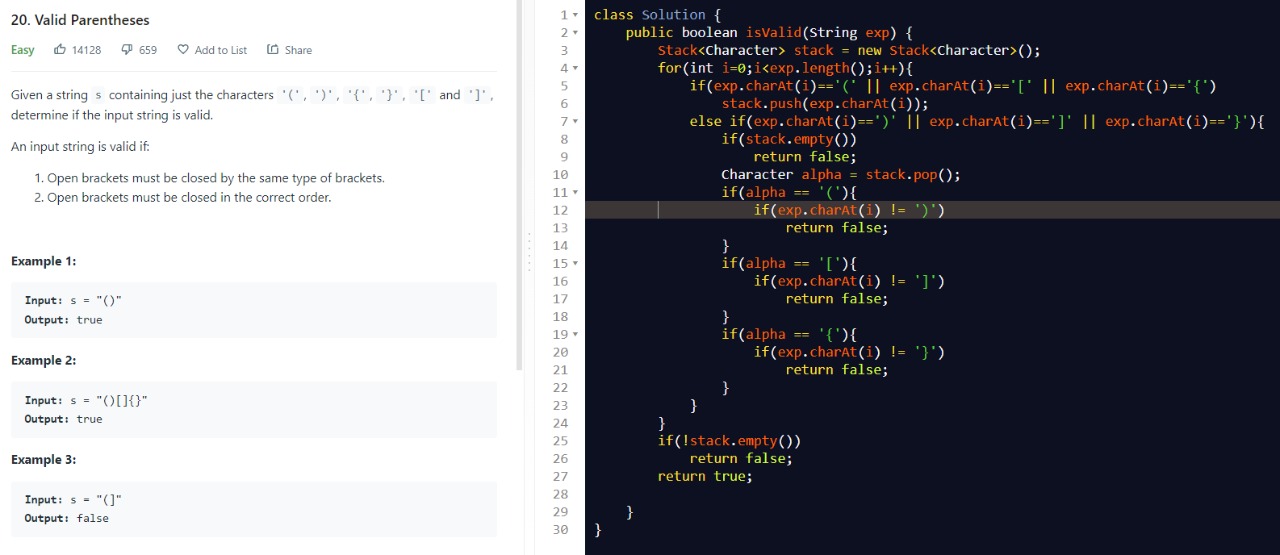 20. Valid Parentheses
Easy 14128 659 Add to List Share
Given a string s containing just the characters '(', ')', '{', '}', '[' and ']',
determine if the input string is valid.
An input string is valid if:
1. Open brackets must be closed by the same type of brackets.
2. Open brackets must be closed in the correct order.
Example 1:
Input: s = "()"
Output: true
Example 2:
Input: s = "()[]{}"
Output: true
Example 3:
Input: s = "(]"
Output: false
1 class Solution {
2 public boolean isValid(String exp) {
3 Stack<Character> stack = new Stack<Character>();
4 for(int i=0;i<exp.length();i++){
5 if(exp.charAt(i)=='(' || exp.charAt(i)=='[' || exp.charAt(i)=='{')
6 stack.push(exp.charAt(i));
7 else if(exp.charAt(i)==')' || exp.charAt(i)==']' || exp.charAt(i)=='}'){
8 if(stack.empty())
9 return false;
10 Character alpha = stack.pop();
11 if(alpha == '('){
12 if(exp.charAt(i) != ')')
13 return false;
14 }
15 if(alpha == '['){
16 if(exp.charAt(i) != ']')
17 return false;
18 }
19 if(alpha == '{'){
20 if(exp.charAt(i) != '}')
21 return false;
22 }
23 }
24 }
25 if(!stack.empty())
26 return false;
27 return true;
28
29 }
30 }